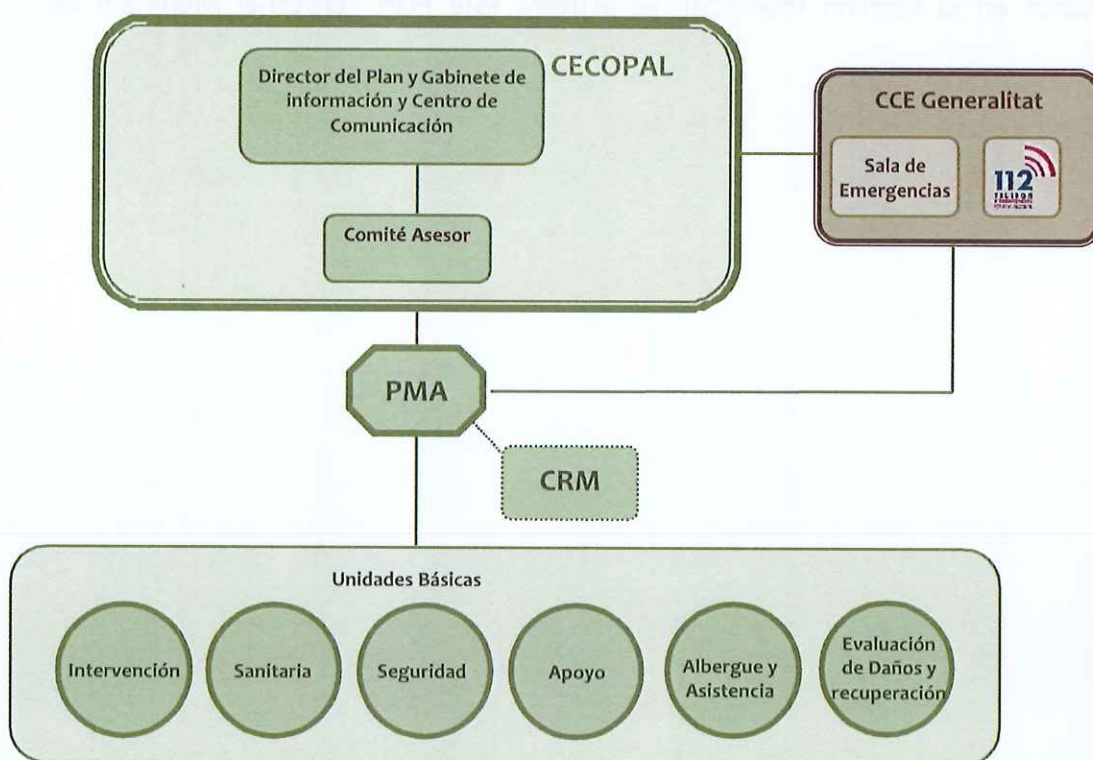 CECOPAL
Director del Plan y Gabinete de
información y Centro de
Comunicación
Comité Asesor
CCE Generalitat
Sala de
Emergencias
112
PMA
CRM
Unidades Básicas
Intervención
Sanitaria
Seguridad
Apoyo
Albergue y
Asistencia
Evaluación
de Daños y
recuperación